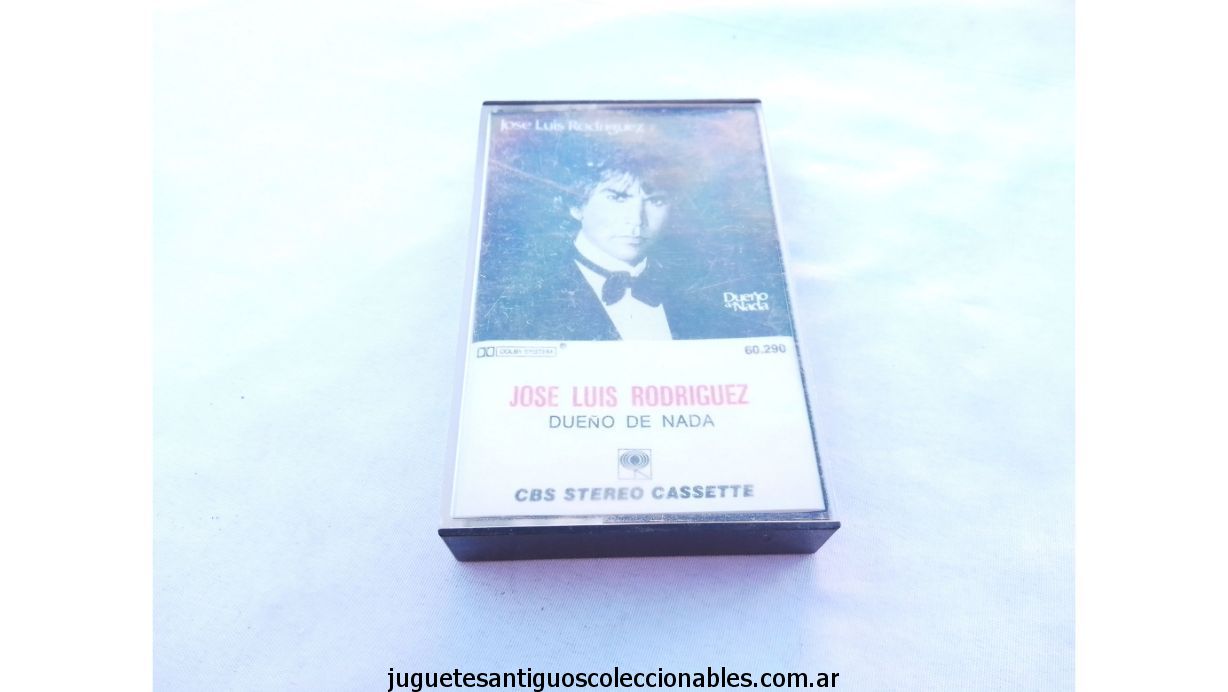 Jose Luis Rodriguez
Dueño
de Nada
DOLBY SYSTEM ®
60.290
JOSE LUIS RODRIGUEZ
DUEÑO DE NADA
CBS STEREO CASSETTE
juguetesantiguoscoleccionables.com.ar